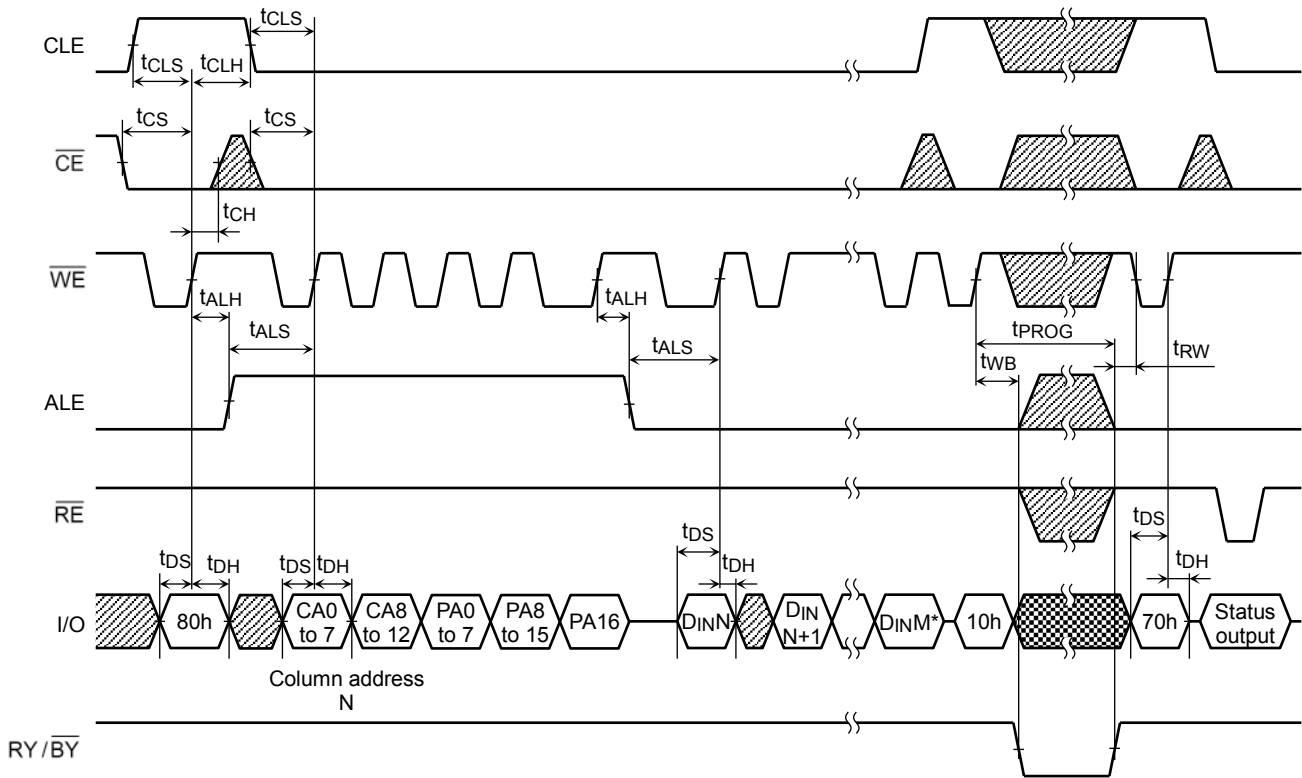 tCLS
CLE
tCLS tCLH
tCS tCS
CE
tCH
WE
tALH tALH
tPROG
tALS tALS
tWB tRW
ALE
RE
tDS tDH tDS tDH tDS tDH tDS tDH
I/O
80h
CA0
to 7
CA8
to 12
PA0
to 7
PA8
to 15
PA16
DINN
DIN
N+1
DINM*
10h
70h
Status
output
Column address
N
RY/BY